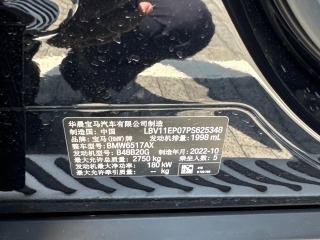 华晨宝马汽车有限公司制造
制造国：中国 LBV11EP07PS625348
品牌：宝马(BMW)牌 发动机排量：1998 mL
整车型号：BMW6517AX
发动机型号：B48B20G 制造年月：2022-10
最大允许总质量：2750 kg 乘坐人数：5
发动机最大净功率：180 kW
最大允许牵引质量：— kg